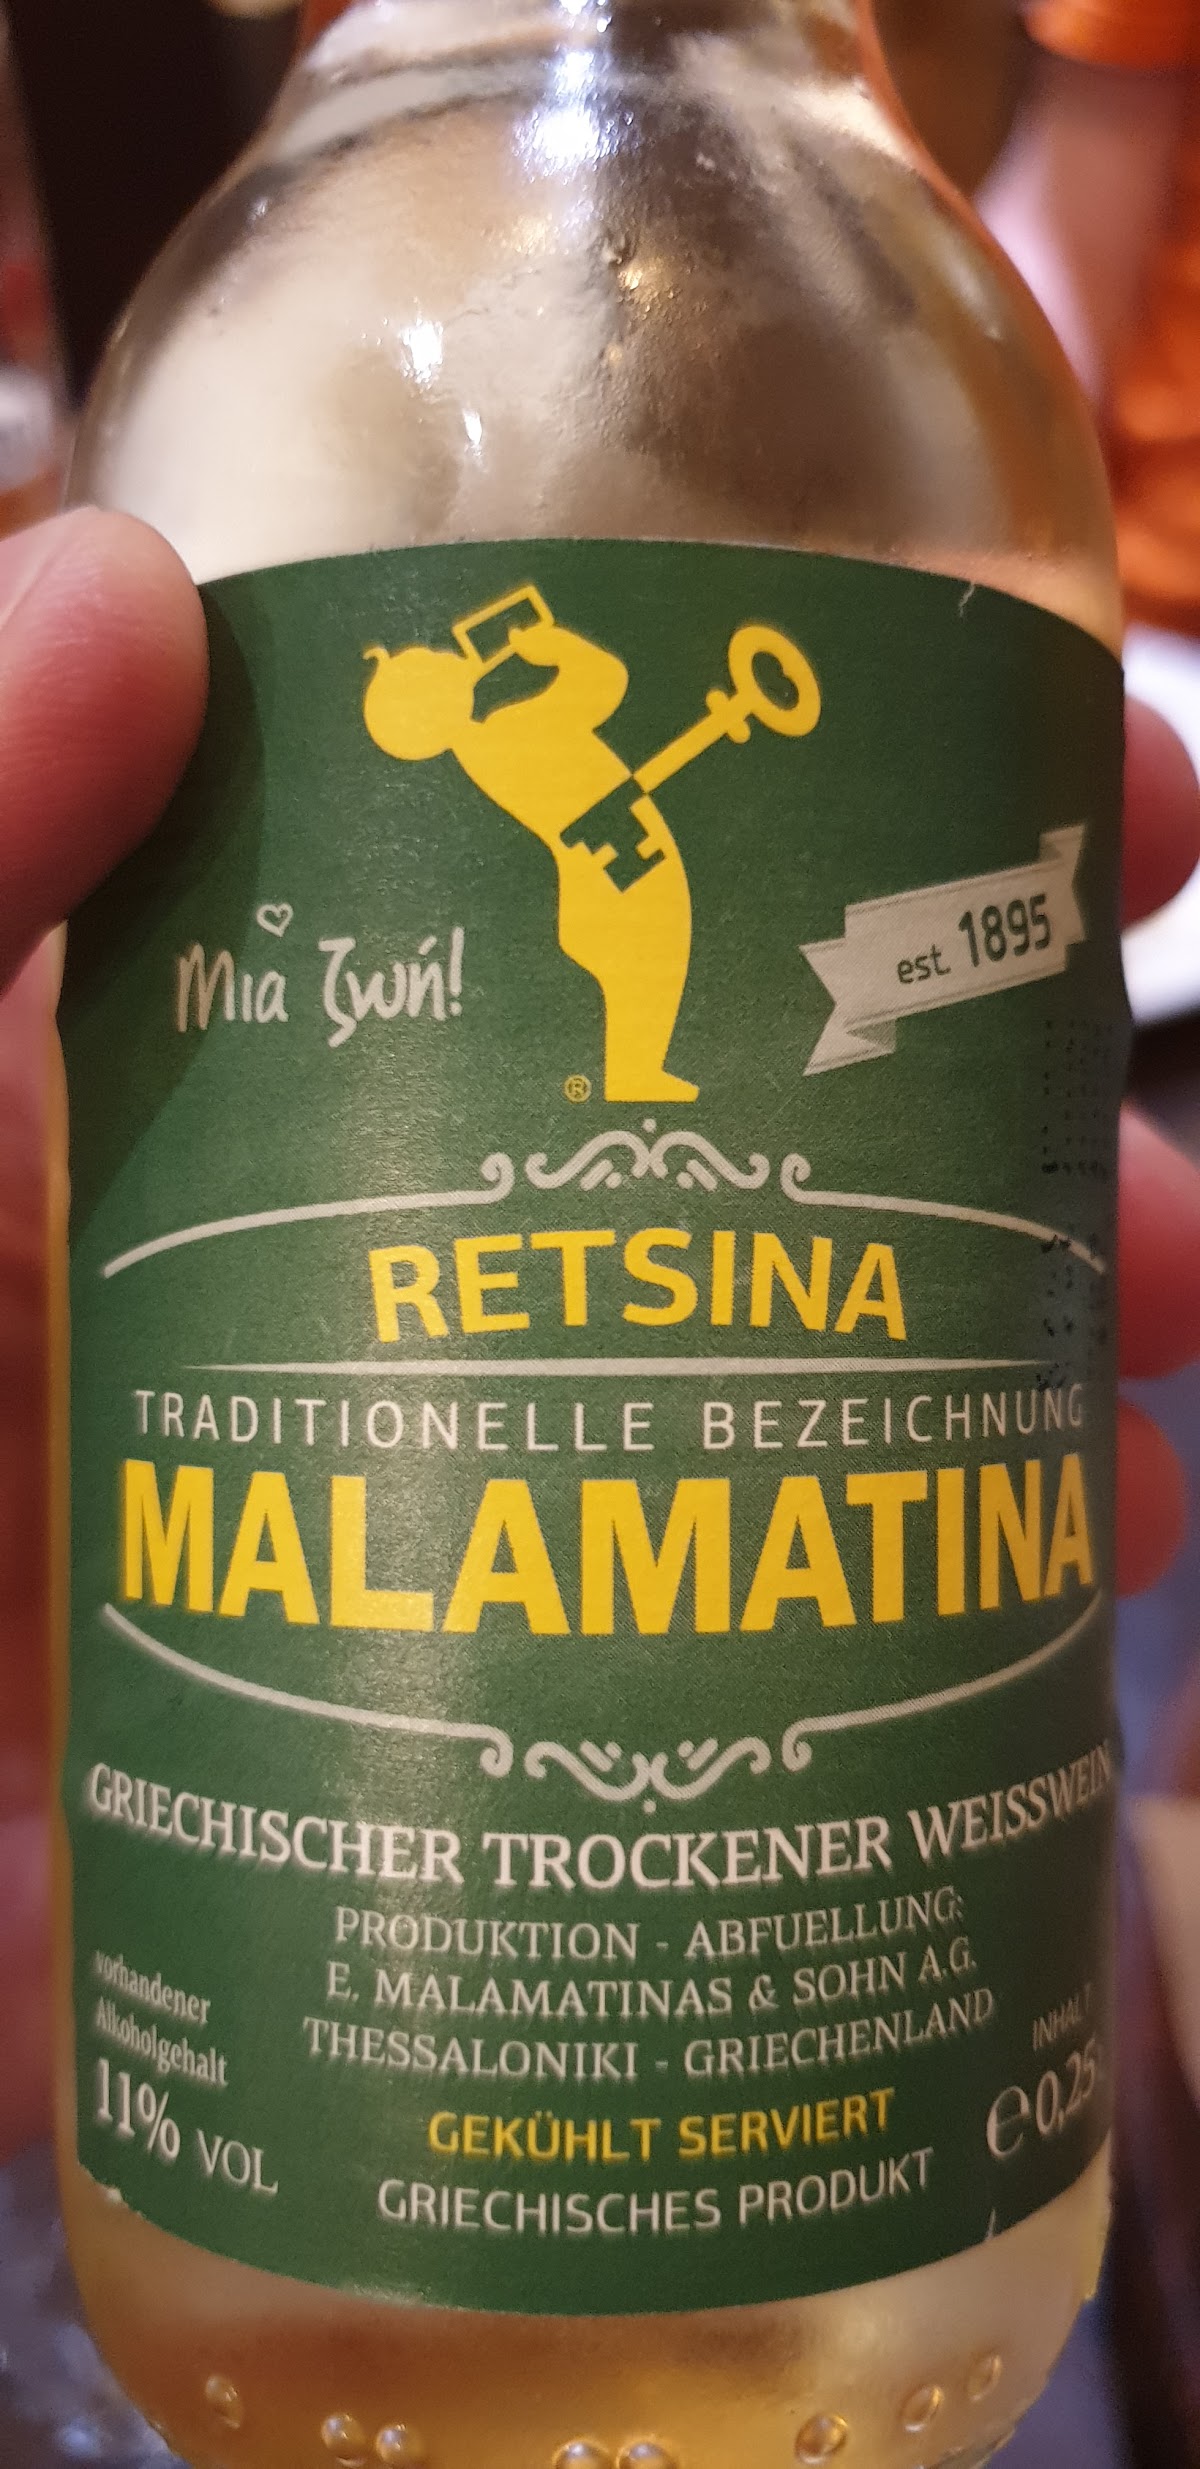 Μια ζωή!
est. 1895
®
RETSINA
TRADITIONELLE BEZEICHNUNG
MALAMATINA
GRIECHISCHER TROCKENER WEISSWEIN
PRODUKTION - ABFUELLUNG:
E. MALAMATINAS & SOHN A.G.
THESSALONIKI - GRIECHENLAND
vorhandener
Alkoholgehalt
11% VOL
GEKÜHLT SERVIERT
GRIECHISCHES PRODUKT
INHALT
℮ 0,25